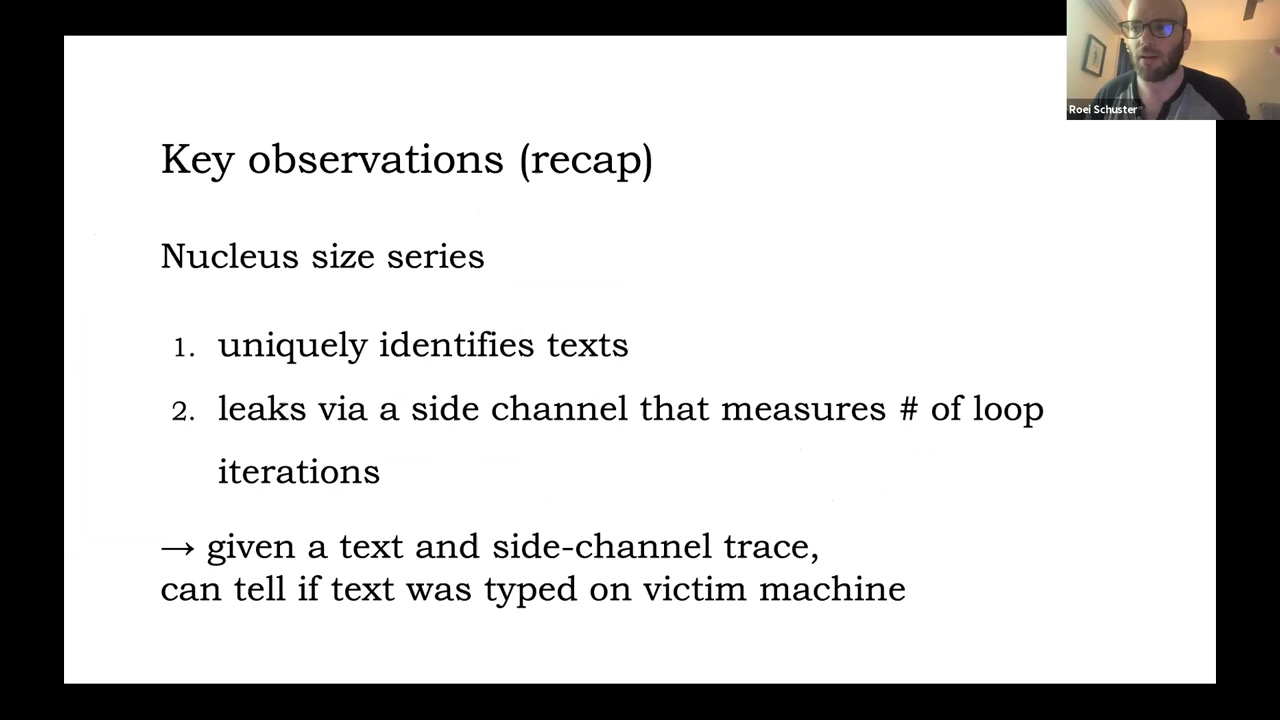 Roei Schuster
Key observations (recap)
Nucleus size series
1. uniquely identifies texts
2. leaks via a side channel that measures # of loop
iterations
→ given a text and side-channel trace,
can tell if text was typed on victim machine